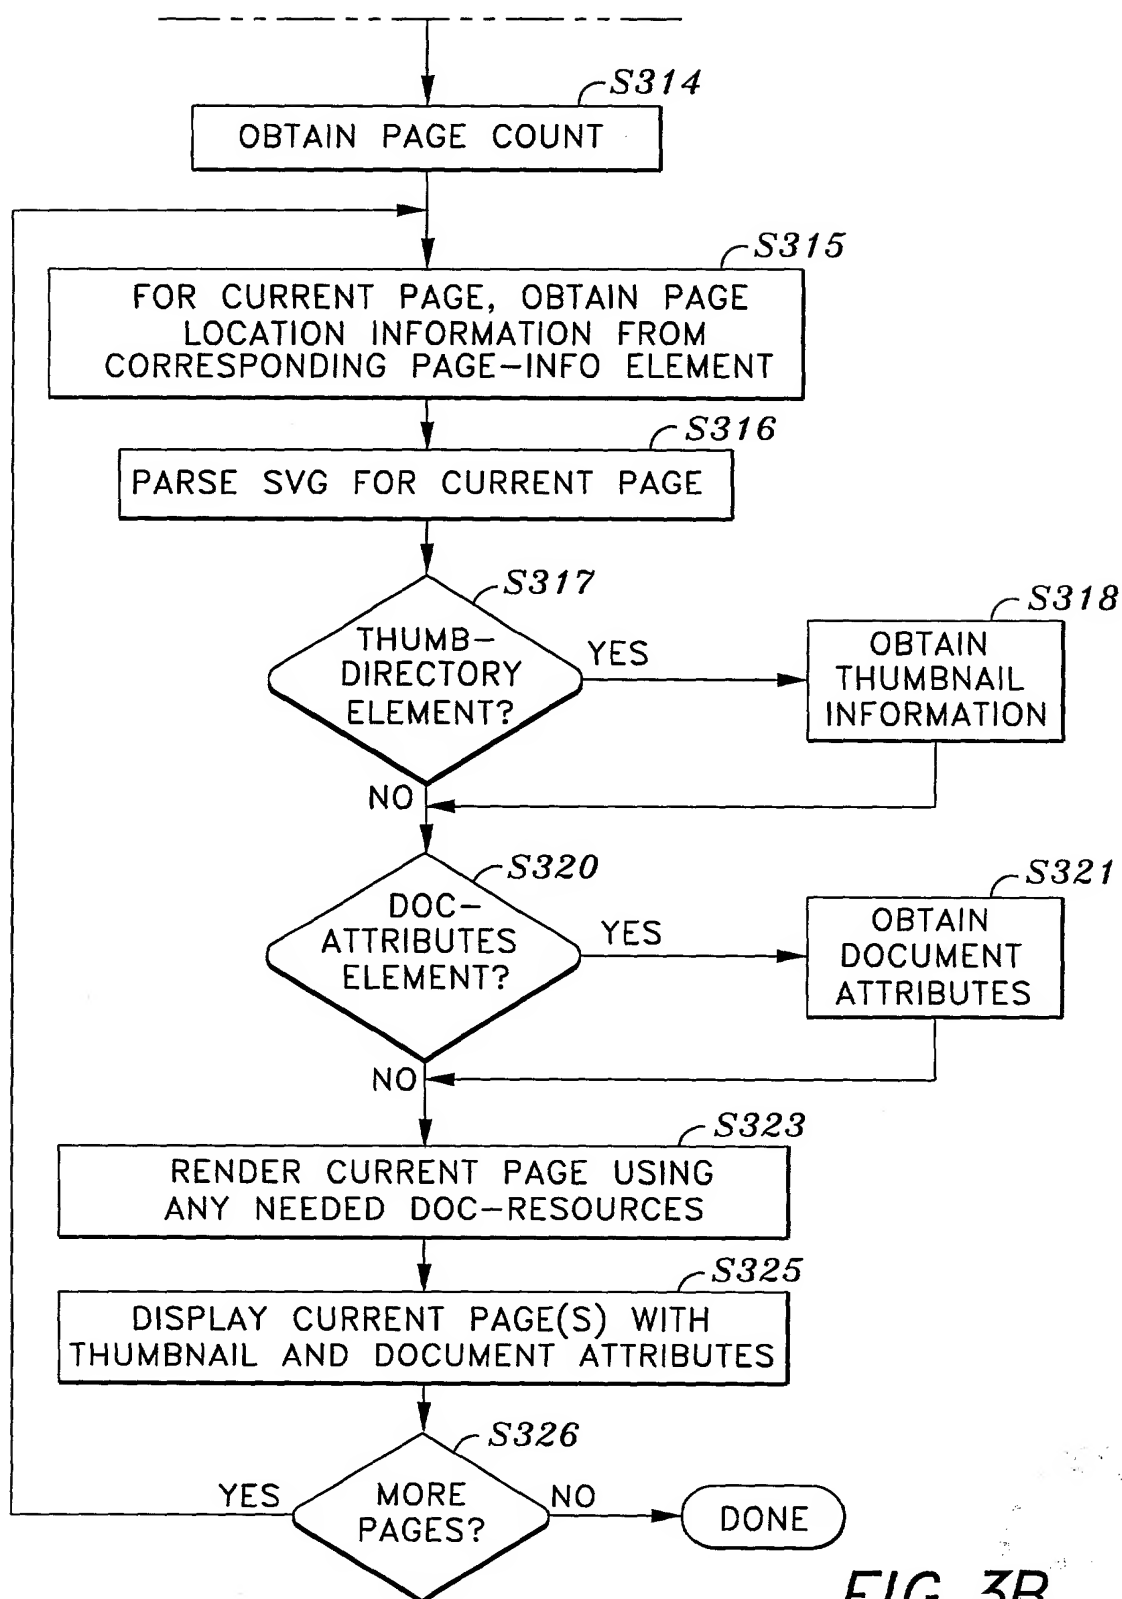 S314
OBTAIN PAGE COUNT
S315
FOR CURRENT PAGE, OBTAIN PAGE
LOCATION INFORMATION FROM
CORRESPONDING PAGE-INFO ELEMENT
S316
PARSE SVG FOR CURRENT PAGE
S317
THUMB-
DIRECTORY
ELEMENT?
YES
S318
OBTAIN
THUMBNAIL
INFORMATION
NO
S320
DOC-
ATTRIBUTES
ELEMENT?
YES
S321
OBTAIN
DOCUMENT
ATTRIBUTES
NO
S323
RENDER CURRENT PAGE USING
ANY NEEDED DOC-RESOURCES
S325
DISPLAY CURRENT PAGE(S) WITH
THUMBNAIL AND DOCUMENT ATTRIBUTES
S326
YES
MORE
PAGES?
NO
DONE
FIG. 3B